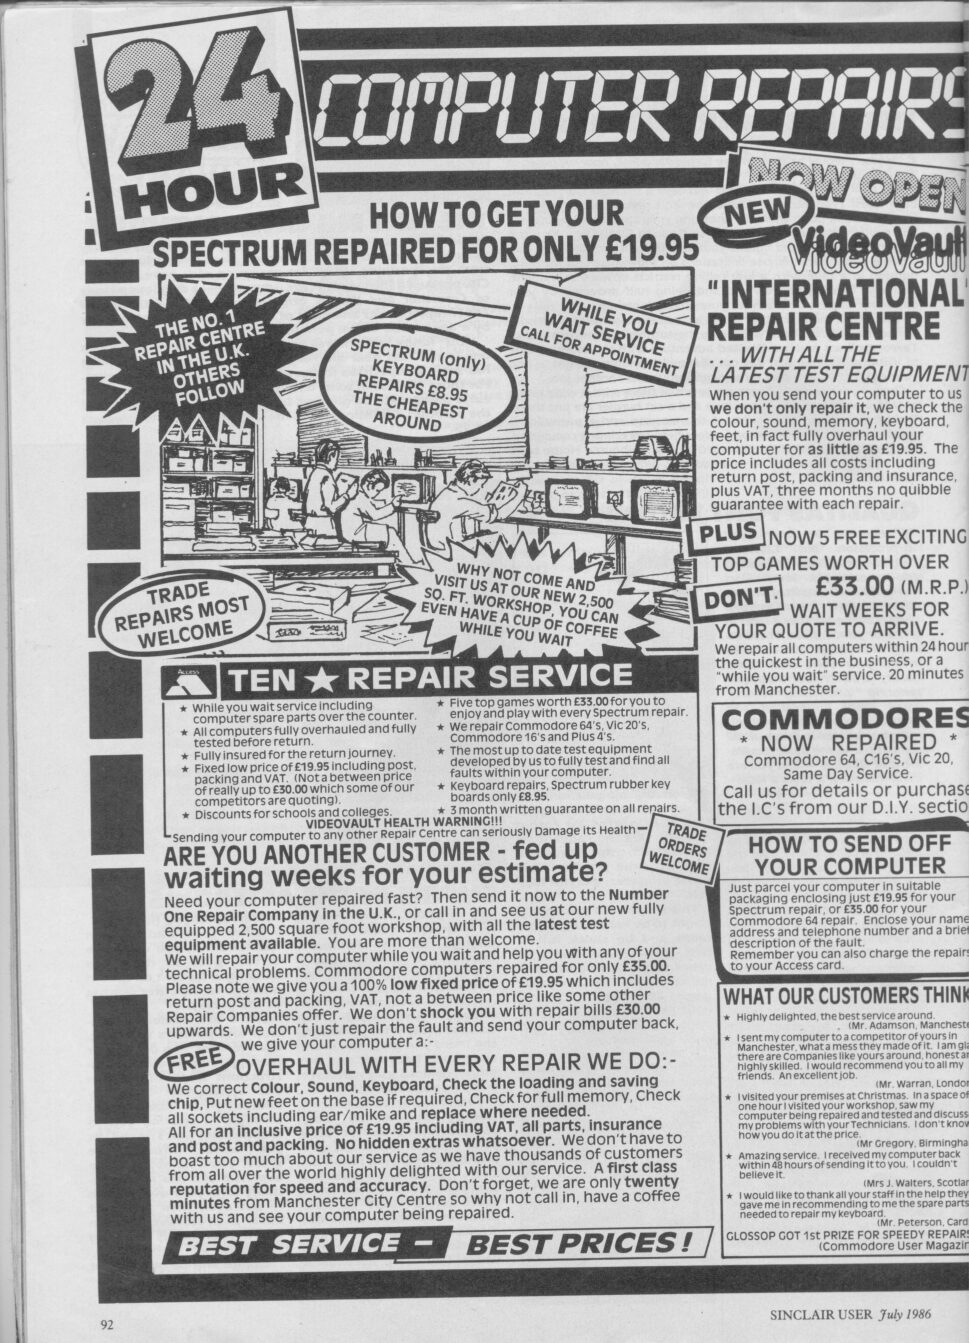 24
HOUR
COMPUTER REPAIRS
HOW TO GET YOUR
SPECTRUM REPAIRED FOR ONLY £19.95
THE NO. 1
REPAIR CENTRE
IN THE U.K.
OTHERS
FOLLOW
SPECTRUM (only)
KEYBOARD
REPAIRS £8.95
THE CHEAPEST
AROUND
WHILE YOU
WAIT SERVICE
CALL FOR APPOINTMENT
TRADE
REPAIRS MOST
WELCOME
WHY NOT COME AND
VISIT US AT OUR NEW 2,500
SQ. FT. WORKSHOP, YOU CAN
EVEN HAVE A CUP OF COFFEE
WHILE YOU WAIT
Access
TEN ★ REPAIR SERVICE
★ While you wait service including
computer spare parts over the counter.
★ All computers fully overhauled and fully
tested before return.
★ Fully insured for the return journey.
★ Fixed low price of £19.95 including post,
packing and VAT. (Not a between price
of really up to £30.00 which some of our
competitors are quoting).
★ Discounts for schools and colleges.
★ Five top games worth £33.00 for you to
enjoy and play with every Spectrum repair.
★ We repair Commodore 64's, Vic 20's,
Commodore 16's and Plus 4's.
★ The most up to date test equipment
developed by us to fully test and find all
faults within your computer.
★ Keyboard repairs, Spectrum rubber key
boards only £8.95.
★ 3 month written guarantee on all repairs.
VIDEOVAULT HEALTH WARNING!!!
Sending your computer to any other Repair Centre can seriously Damage its Health
TRADE
ORDERS
WELCOME
ARE YOU ANOTHER CUSTOMER - fed up
waiting weeks for your estimate?
Need your computer repaired fast? Then send it now to the Number
One Repair Company in the U.K., or call in and see us at our new fully
equipped 2,500 square foot workshop, with all the latest test
equipment available. You are more than welcome.
We will repair your computer while you wait and help you with any of your
technical problems. Commodore computers repaired for only £35.00.
Please note we give you a 100% low fixed price of £19.95 which includes
return post and packing, VAT, not a between price like some other
Repair Companies offer. We don't shock you with repair bills £30.00
upwards. We don't just repair the fault and send your computer back,
we give your computer a:-
FREE OVERHAUL WITH EVERY REPAIR WE DO:-
We correct Colour, Sound, Keyboard, Check the loading and saving
chip, Put new feet on the base if required, Check for full memory, Check
all sockets including ear/mike and replace where needed.
All for an inclusive price of £19.95 including VAT, all parts, insurance
and post and packing. No hidden extras whatsoever. We don't have to
boast too much about our service as we have thousands of customers
from all over the world highly delighted with our service. A first class
reputation for speed and accuracy. Don't forget, we are only twenty
minutes from Manchester City Centre so why not call in, have a coffee
with us and see your computer being repaired.
BEST SERVICE – BEST PRICES!
NOW OPEN
NEW
VideoVault
VideoVault
"INTERNATIONAL"
REPAIR CENTRE
... WITH ALL THE
LATEST TEST EQUIPMENT
When you send your computer to us
we don't only repair it, we check the
colour, sound, memory, keyboard,
feet, in fact fully overhaul your
computer for as little as £19.95. The
price includes all costs including
return post, packing and insurance,
plus VAT, three months no quibble
guarantee with each repair.
PLUS NOW 5 FREE EXCITING
TOP GAMES WORTH OVER
£33.00 (M.R.P.)
DON'T WAIT WEEKS FOR
YOUR QUOTE TO ARRIVE.
We repair all computers within 24 hour
the quickest in the business, or a
"while you wait" service. 20 minutes
from Manchester.
COMMODORES
* NOW REPAIRED *
Commodore 64, C16's, Vic 20,
Same Day Service.
Call us for details or purchase
the I.C's from our D.I.Y. sectio
HOW TO SEND OFF
YOUR COMPUTER
Just parcel your computer in suitable
packaging enclosing just £19.95 for your
Spectrum repair, or £35.00 for your
Commodore 64 repair. Enclose your name
address and telephone number and a brief
description of the fault.
Remember you can also charge the repairs
to your Access card.
WHAT OUR CUSTOMERS THINK
★ Highly delighted, the best service around.
(Mr. Adamson, Mancheste
★ I sent my computer to a competitor of yours in
Manchester, what a mess they made of it. I am gla
there are Companies like yours around, honest an
highly skilled. I would recommend you to all my
friends. An excellent job.
(Mr. Warran, London
★ I visited your premises at Christmas. In a space of
one hour I visited your workshop, saw my
computer being repaired and tested and discuss
my problems with your Technicians. I don't know
how you do it at the price.
(Mr Gregory, Birmingha
★ Amazing service. I received my computer back
within 48 hours of sending it to you. I couldn't
believe it.
(Mrs J. Walters, Scotlan
★ I would like to thank all your staff in the help they
gave me in recommending to me the spare parts
needed to repair my keyboard.
(Mr. Peterson, Card
GLOSSOP GOT 1st PRIZE FOR SPEEDY REPAIRS
(Commodore User Magazin
92
SINCLAIR USER July 1986